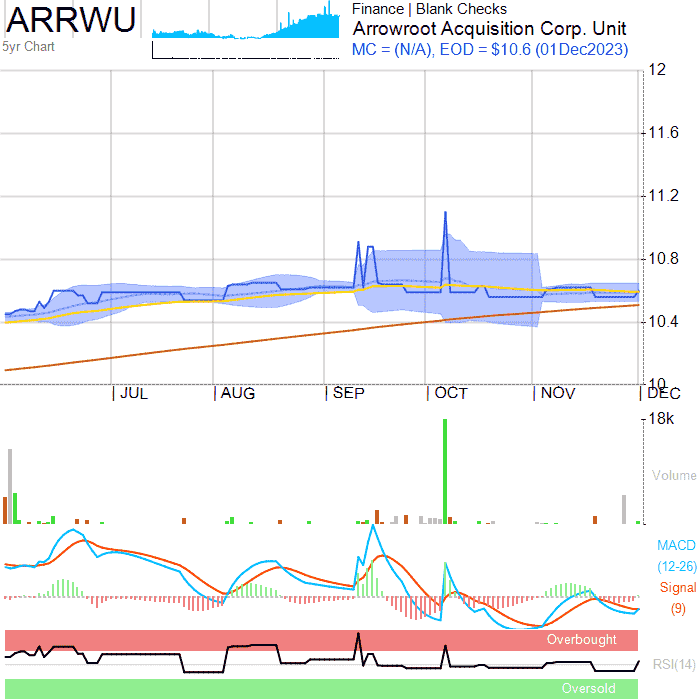 ARRWU
5yr Chart
Finance | Blank Checks
Arrowroot Acquisition Corp. Unit
MC = (N/A), EOD = $10.6 (01Dec2023)
12
11.6
11.2
10.8
10.4
10
| JUL | AUG | SEP | OCT | NOV | DEC
18k
Volume
MACD
(12-26)
Signal
(9)
Overbought
RSI(14)
Oversold